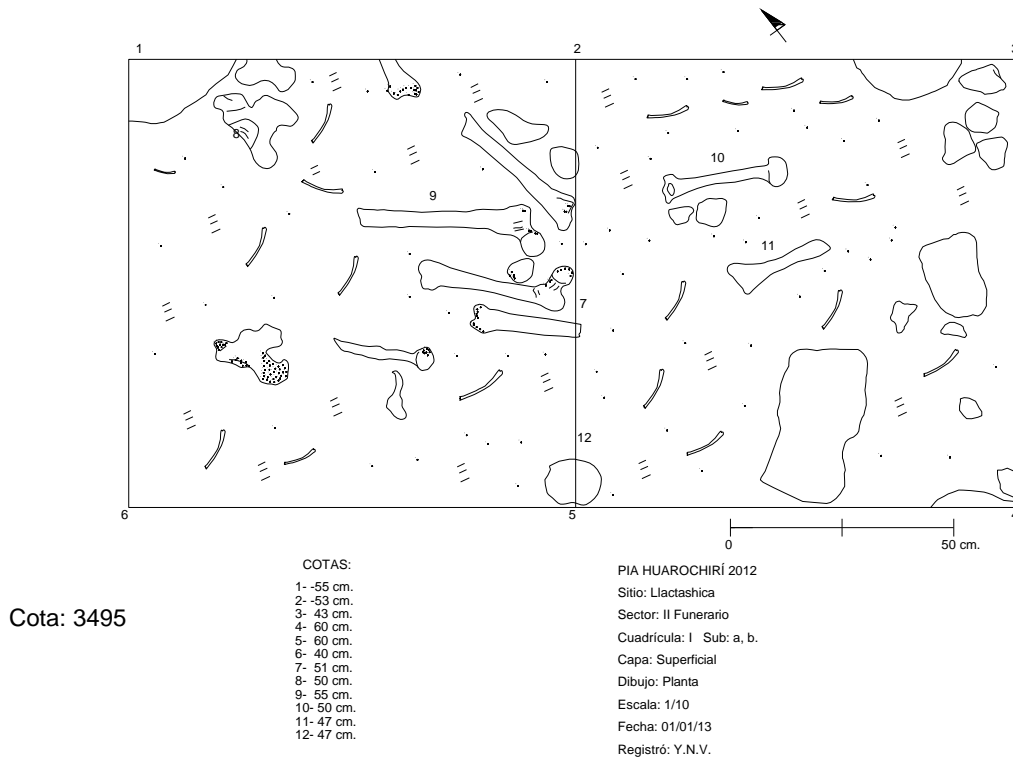 1
2
3
8
10
9
11
7
12
6
5
4
0
50 cm.
COTAS:
1- -55 cm.
2- -53 cm.
3- 43 cm.
4- 60 cm.
5- 60 cm.
6- 40 cm.
7- 51 cm.
8- 50 cm.
9- 55 cm.
10- 50 cm.
11- 47 cm.
12- 47 cm.
Cota: 3495
PIA HUAROCHIRÍ 2012
Sitio: Llactashica
Sector: II Funerario
Cuadrícula: I Sub: a, b.
Capa: Superficial
Dibujo: Planta
Escala: 1/10
Fecha: 01/01/13
Registró: Y.N.V.